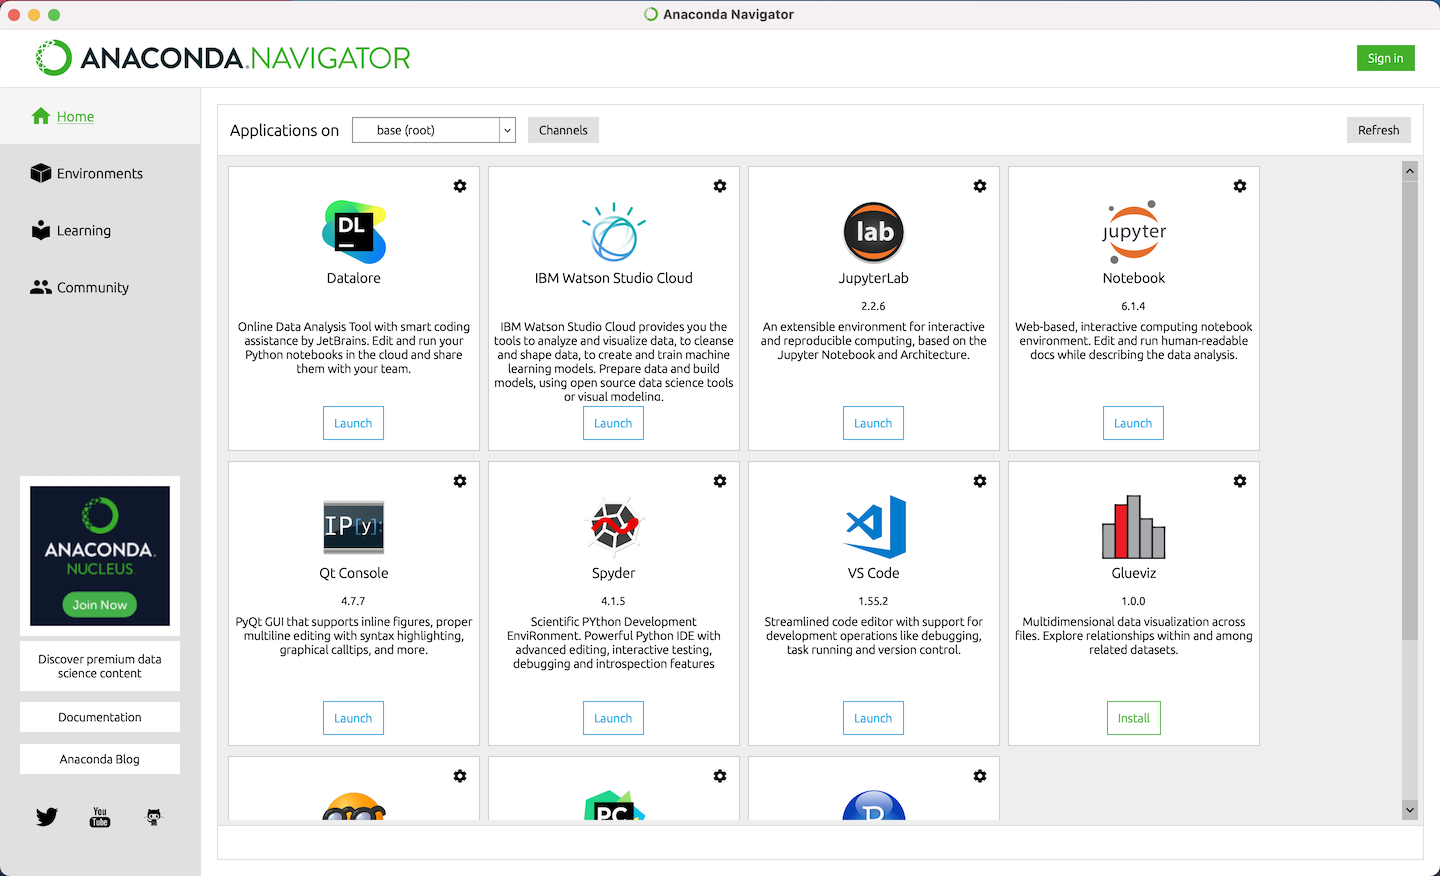 Anaconda Navigator
ANACONDA.NAVIGATOR
Sign in
Home
Environments
Learning
Community
ANACONDA.
NUCLEUS
Join Now
Discover premium data
science content
Documentation
Anaconda Blog
You
Tube
Applications on
base (root)
Channels
Refresh
DL
Datalore
Online Data Analysis Tool with smart coding
assistance by JetBrains. Edit and run your
Python notebooks in the cloud and share
them with your team.
Launch
IBM Watson Studio Cloud
IBM Watson Studio Cloud provides you the
tools to analyze and visualize data, to cleanse
and shape data, to create and train machine
learning models. Prepare data and build
models, using open source data science tools
or visual modeling.
Launch
lab
JupyterLab
2.2.6
An extensible environment for interactive
and reproducible computing, based on the
Jupyter Notebook and Architecture.
Launch
jupyter
Notebook
6.1.4
Web-based, interactive computing notebook
environment. Edit and run human-readable
docs while describing the data analysis.
Launch
IP[y]:
Qt Console
4.7.7
PyQt GUI that supports inline figures, proper
multiline editing with syntax highlighting,
graphical calltips, and more.
Launch
Spyder
4.1.5
Scientific PYthon Development
EnviRonment. Powerful Python IDE with
advanced editing, interactive testing,
debugging and introspection features
Launch
VS Code
1.55.2
Streamlined code editor with support for
development operations like debugging,
task running and version control.
Launch
Glueviz
1.0.0
Multidimensional data visualization across
files. Explore relationships within and among
related datasets.
Install
PC
R